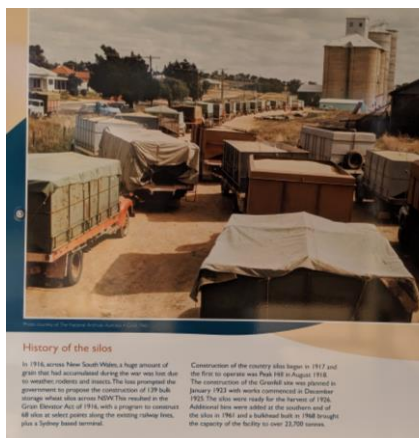 Photo courtesy of The National Archives of Australia
History of the silos
In 1916, across New South Wales, a huge amount of
grain that had accumulated during the war was lost due
to weather, rodents and insects. The loss prompted the
government to propose the construction of 139 bulk
storage wheat silos across NSW. This resulted in the
Grain Elevator Act of 1916, with a program to construct
68 silos at select points along the existing railway lines,
plus a Sydney based terminal.
Construction of the country silos began in 1917 and
the first to operate was Peak Hill in August 1918.
The construction of the Grenfell site was planned in
January 1923 with works commenced in December
1925. The silos were ready for the harvest of 1926.
Additional bins were added at the southern end of
the silos in 1961 and a bulkhead built in 1968 brought
the capacity of the facility to over 23,700 tonnes.